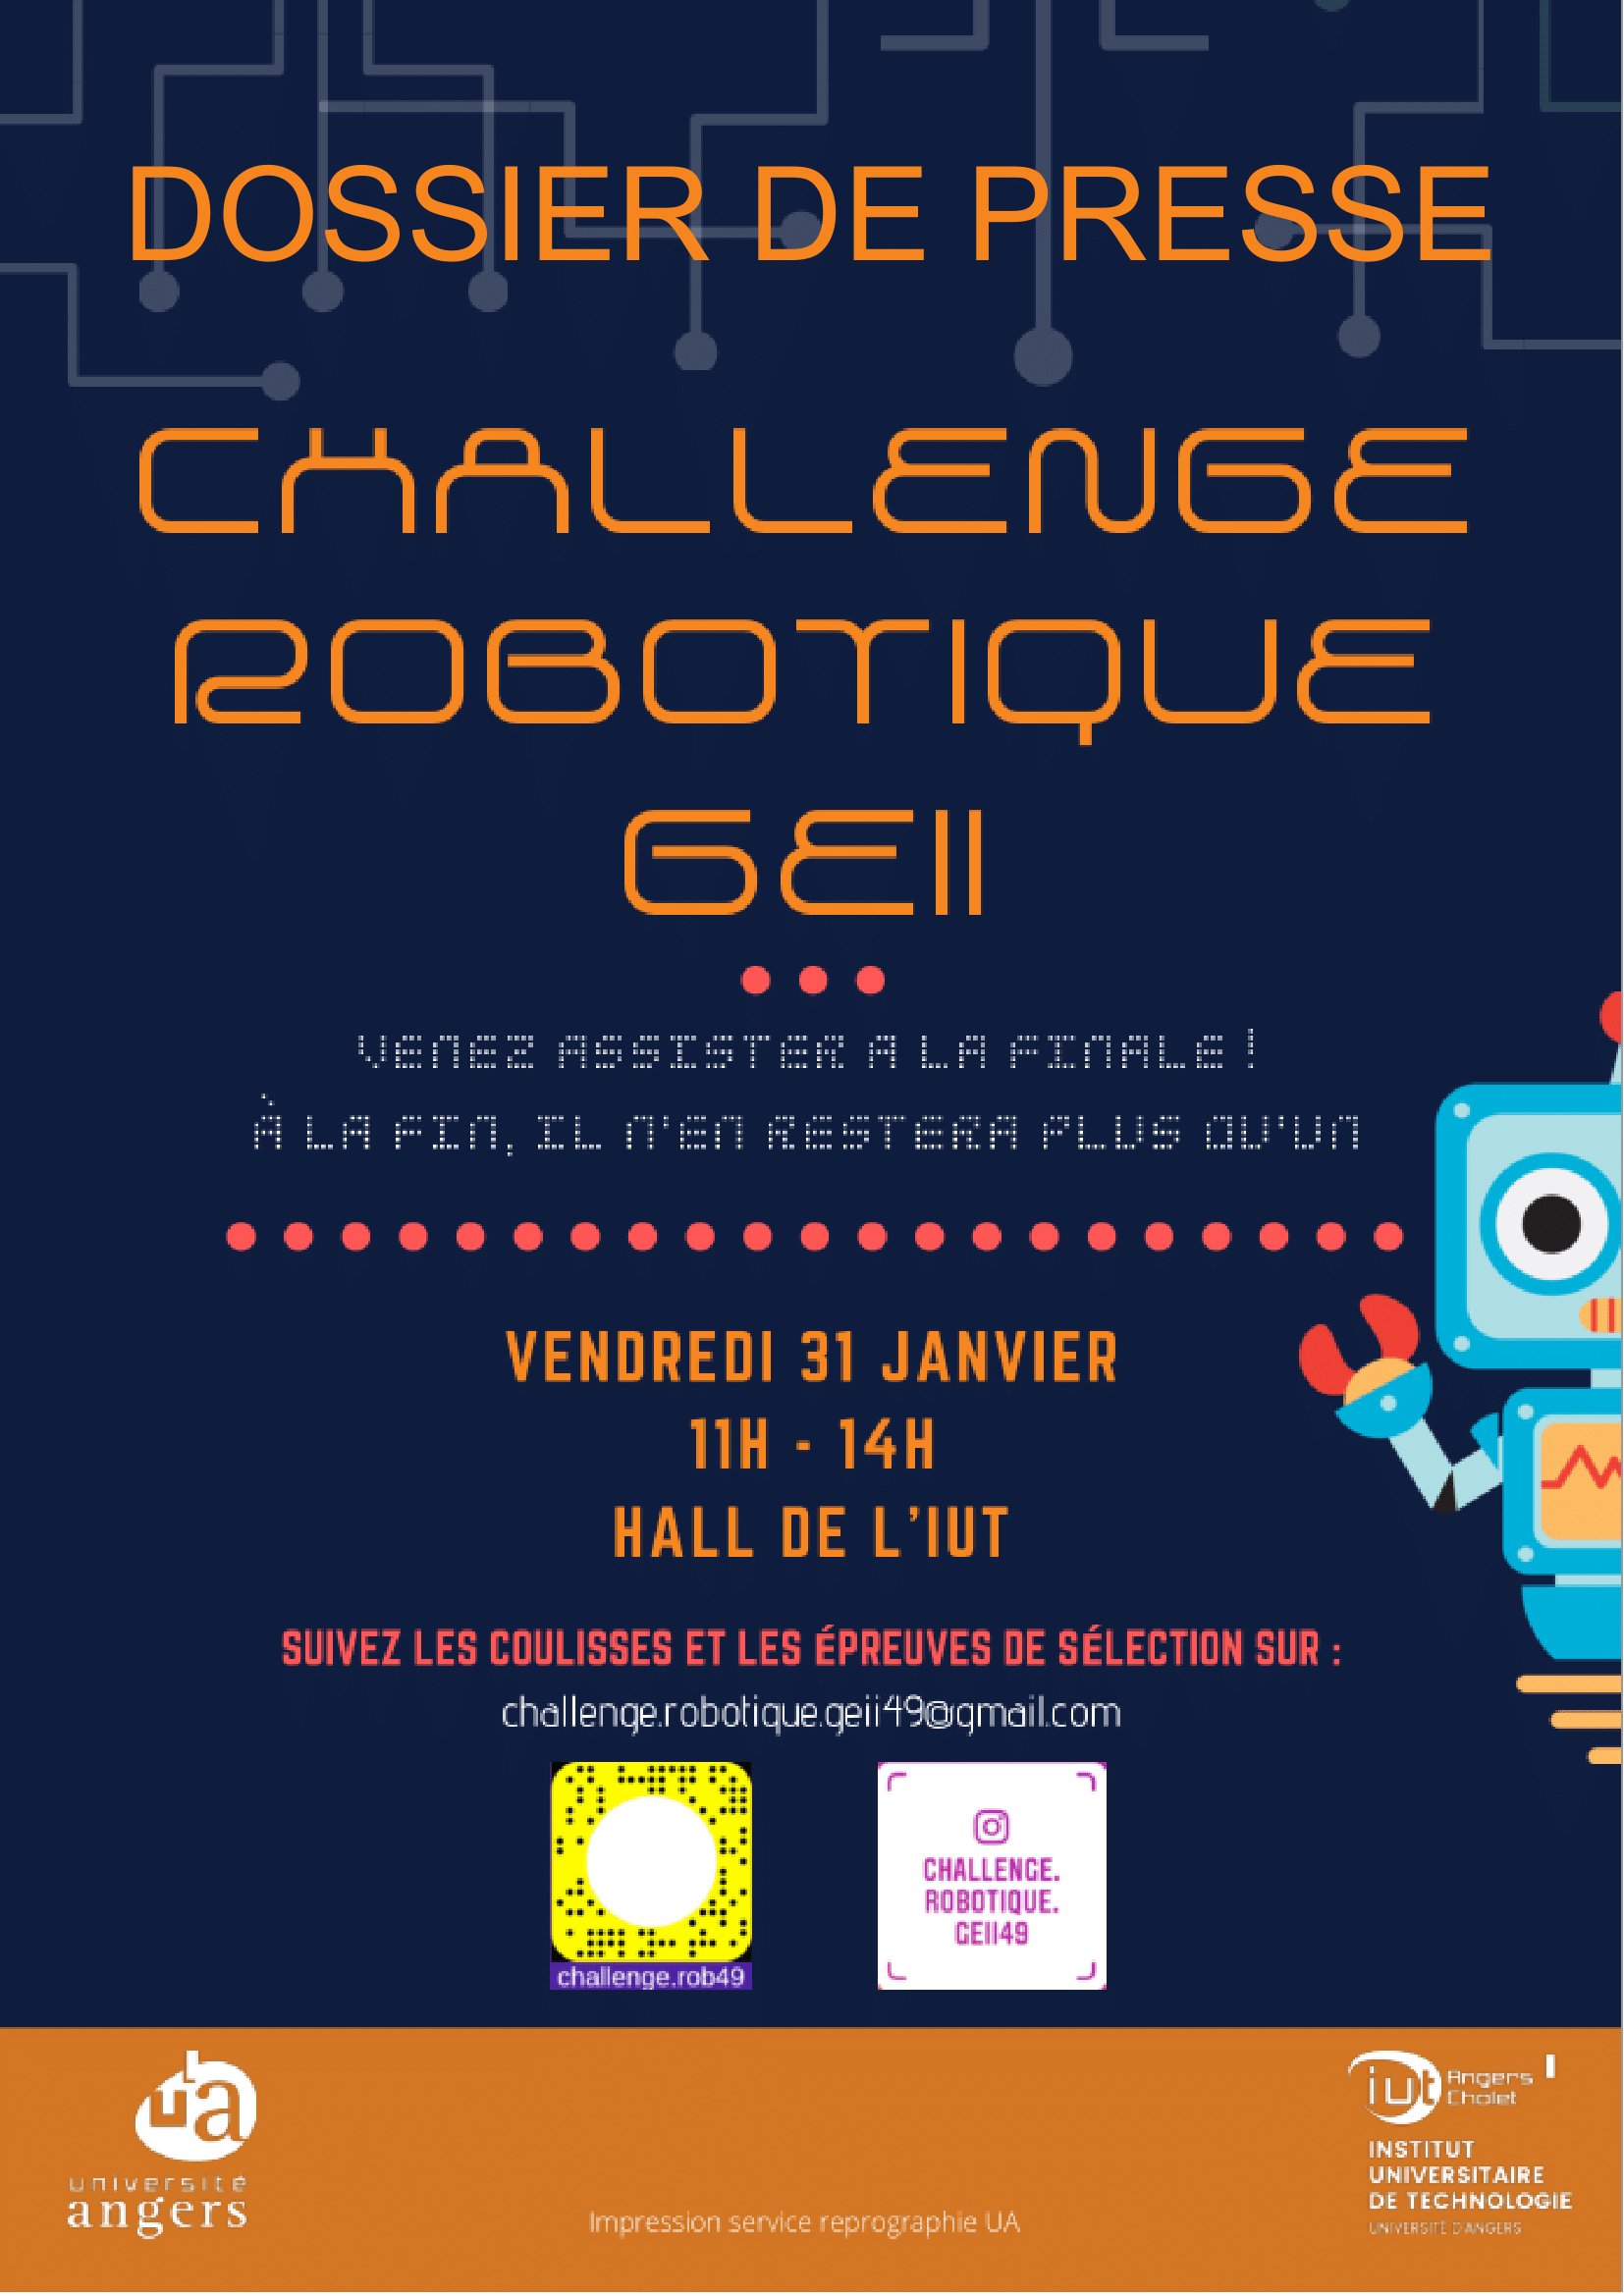 DOSSIER DE PRESSE
CHALLENGE
ROBOTIQUE
GEII
VENEZ ASSISTER A LA FINALE !
À LA FIN, IL N'EN RESTERA PLUS QU'UN
VENDREDI 31 JANVIER
11H - 14H
HALL DE L'IUT
SUIVEZ LES COULISSES ET LES ÉPREUVES DE SÉLECTION SUR :
challenge.robotique.geii49@gmail.com
challenge.rob49
CHALLENGE.
ROBOTIQUE.
GEII49
ua
université
angers
Impression service reprographie UA
iut Angers
Cholet
INSTITUT
UNIVERSITAIRE
DE TECHNOLOGIE
UNIVERSITÉ D'ANGERS